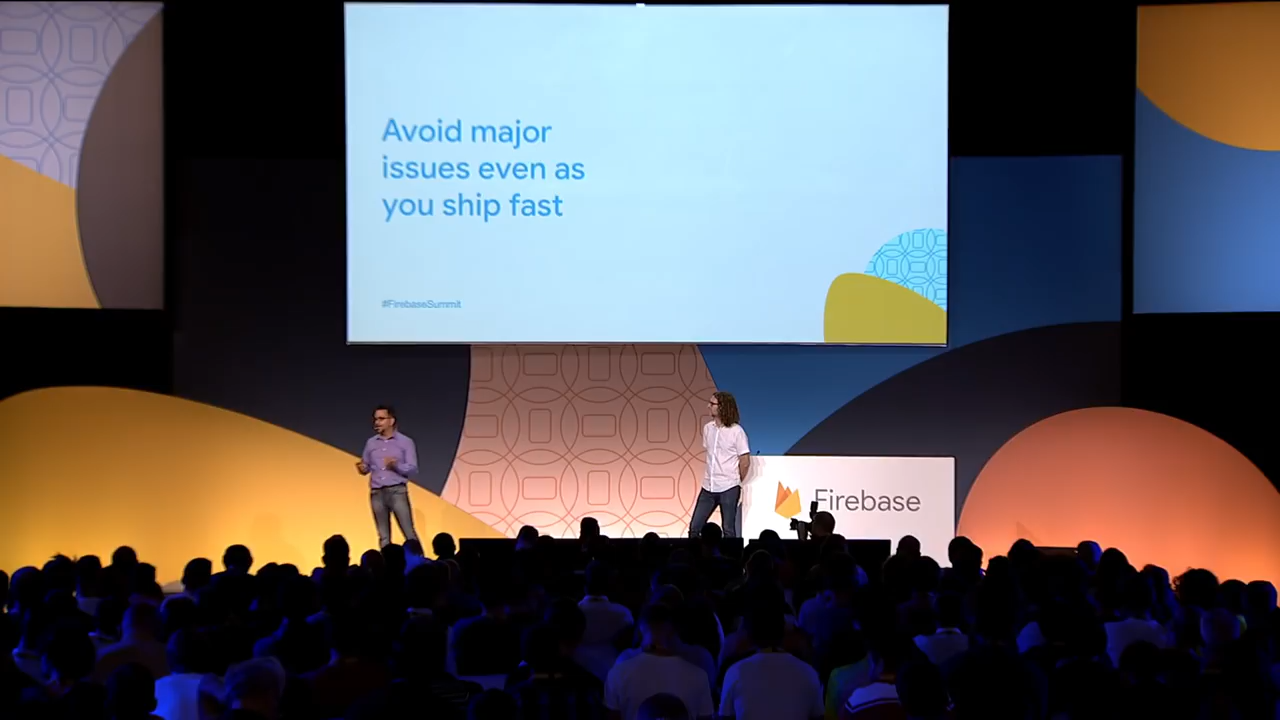 Avoid major
issues even as
you ship fast
#FirebaseSummit
Firebase